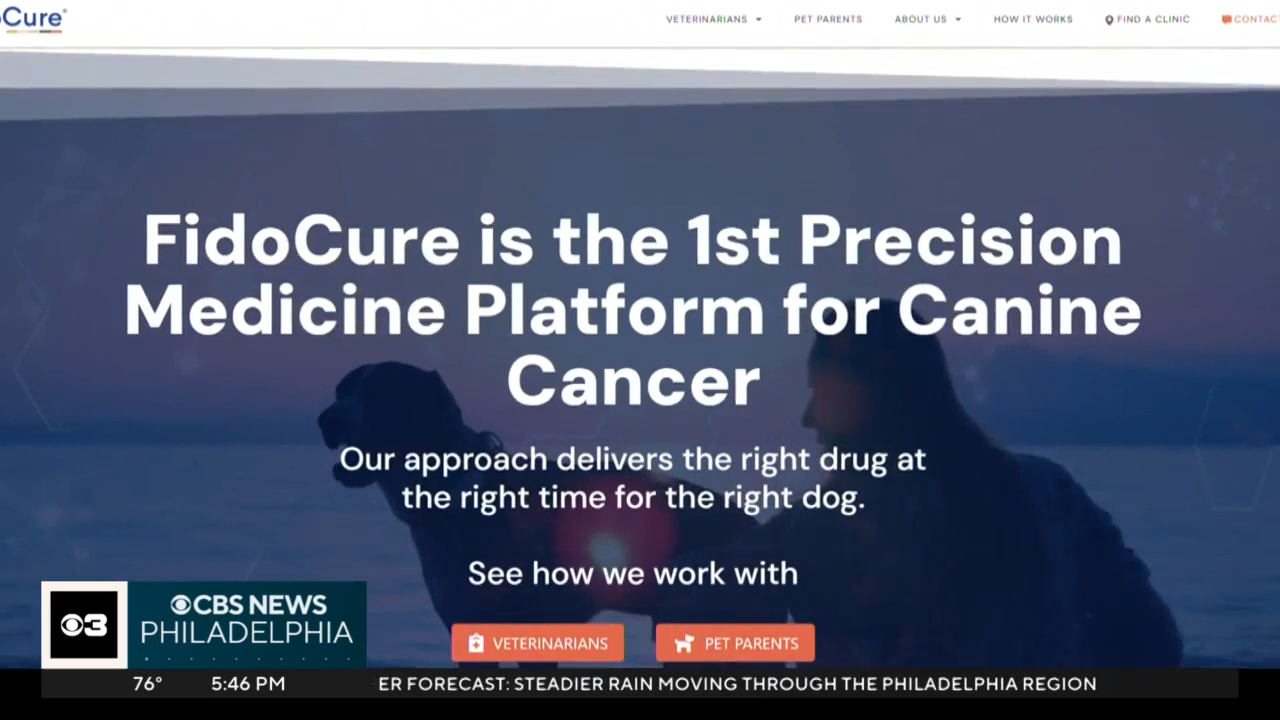 Cure®
VETERINARIANS
PET PARENTS
ABOUT US
HOW IT WORKS
FIND A CLINIC
CONTAC
FidoCure is the 1st Precision
Medicine Platform for Canine
Cancer
Our approach delivers the right drug at
the right time for the right dog.
See how we work with
VETERINARIANS
PET PARENTS
3
CBS NEWS
PHILADELPHIA
76° 5:46 PM ER FORECAST: STEADIER RAIN MOVING THROUGH THE PHILADELPHIA REGION